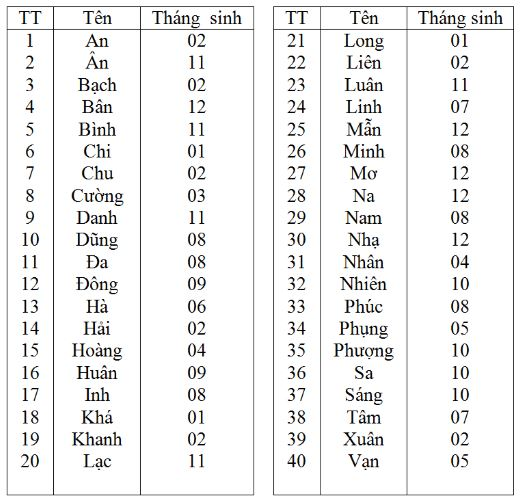 TT Tên Tháng sinh
1 An 02
2 Ân 11
3 Bạch 02
4 Bân 12
5 Bình 11
6 Chi 01
7 Chu 02
8 Cường 03
9 Danh 11
10 Dũng 08
11 Đa 08
12 Đông 09
13 Hà 06
14 Hải 02
15 Hoàng 04
16 Huân 09
17 Inh 08
18 Khá 01
19 Khanh 02
20 Lạc 11
TT Tên Tháng sinh
21 Long 01
22 Liên 02
23 Luân 11
24 Linh 07
25 Mẫn 12
26 Minh 08
27 Mơ 12
28 Na 12
29 Nam 08
30 Nhạ 12
31 Nhân 04
32 Nhiên 10
33 Phúc 08
34 Phụng 05
35 Phượng 10
36 Sa 10
37 Sáng 10
38 Tâm 07
39 Xuân 02
40 Vạn 05